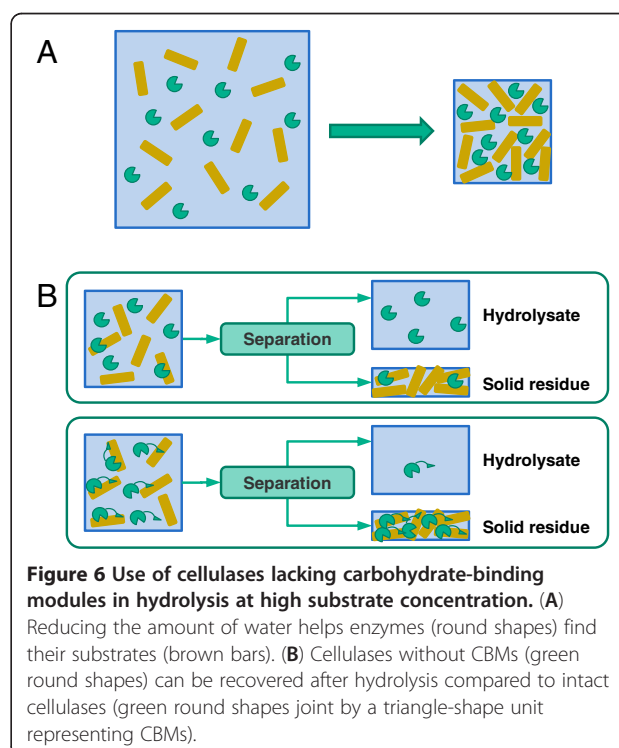 A
B
Separation
Hydrolysate
Solid residue
Separation
Hydrolysate
Solid residue
Figure 6 Use of cellulases lacking carbohydrate-binding
modules in hydrolysis at high substrate concentration. (A)
Reducing the amount of water helps enzymes (round shapes) find
their substrates (brown bars). (B) Cellulases without CBMs (green
round shapes) can be recovered after hydrolysis compared to intact
cellulases (green round shapes joint by a triangle-shape unit
representing CBMs).